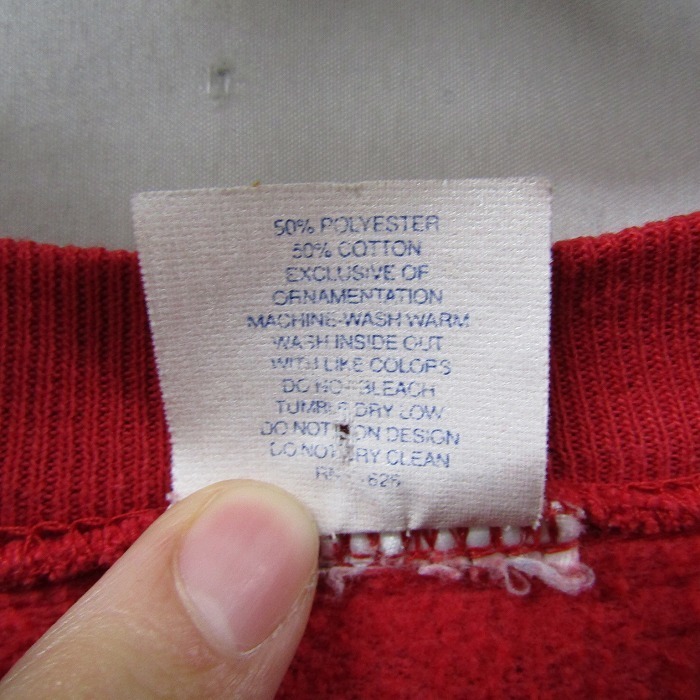 50% POLYESTER
50% COTTON
EXCLUSIVE OF
ORNAMENTATION
MACHINE-WASH WARM
WASH INSIDE OUT
WITH LIKE COLORS
DO NOT BLEACH
TUMBLE DRY LOW
DO NOT ON DESIGN
DO NOT DRY CLEAN